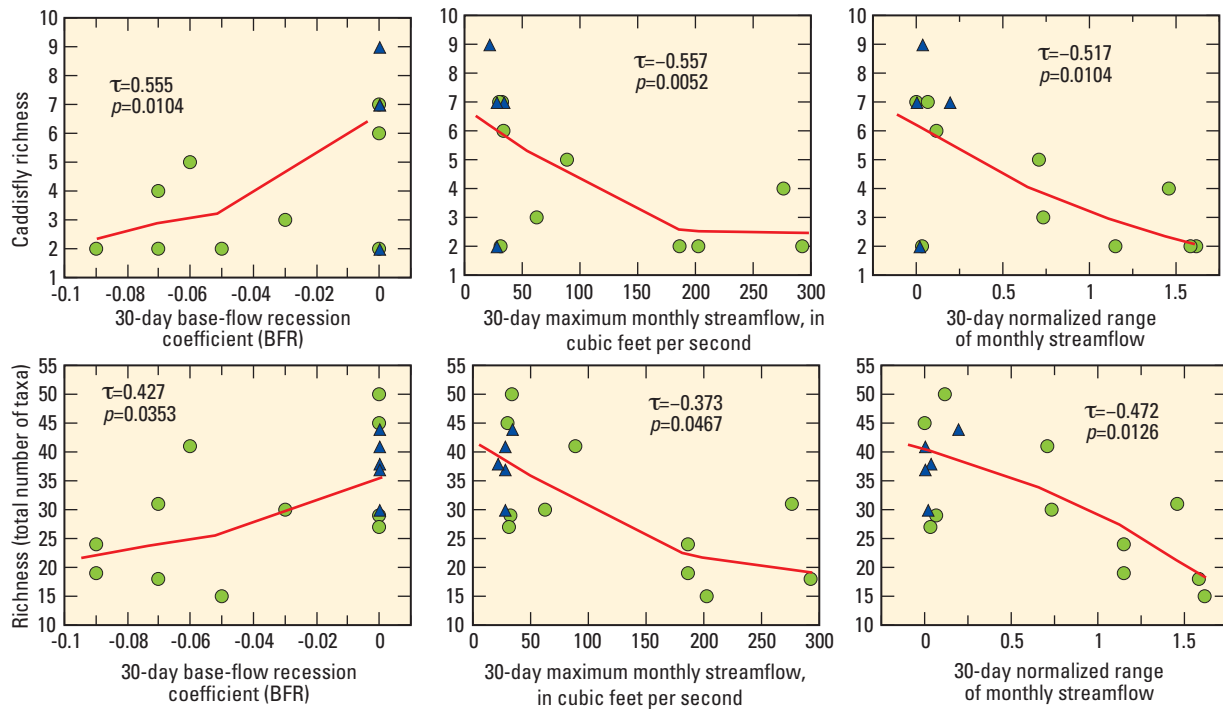 Caddisfly richness
10
9
8
7
6
5
4
3
2
1
τ=0.555
p=0.0104
-0.1 -0.08 -0.06 -0.04 -0.02 0
30-day base-flow recession
coefficient (BFR)
10
9
8
7
6
5
4
3
2
1
τ=−0.557
p=0.0052
0 50 100 150 200 250 300
30-day maximum monthly streamflow, in
cubic feet per second
10
9
8
7
6
5
4
3
2
1
τ=−0.517
p=0.0104
0 0.5 1 1.5
30-day normalized range
of monthly streamflow
Richness (total number of taxa)
55
50
45
40
35
30
25
20
15
10
τ=0.427
p=0.0353
-0.1 -0.08 -0.06 -0.04 -0.02 0
30-day base-flow recession
coefficient (BFR)
55
50
45
40
35
30
25
20
15
10
τ=−0.373
p=0.0467
0 50 100 150 200 250 300
30-day maximum monthly streamflow,
in cubic feet per second
55
50
45
40
35
30
25
20
15
10
τ=−0.472
p=0.0126
0 0.5 1 1.5
30-day normalized range
of monthly streamflow